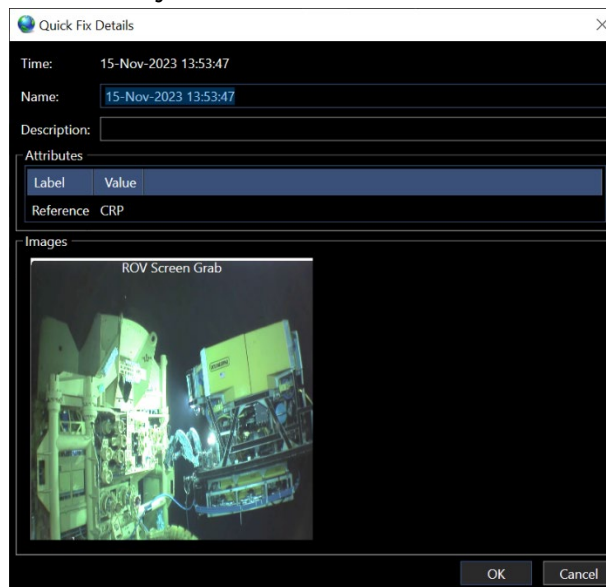 Quick Fix Details
Time: 15-Nov-2023 13:53:47
Name: 15-Nov-2023 13:53:47
Description:
Attributes
Label Value
Reference CRP
Images
ROV Screen Grab
OK Cancel